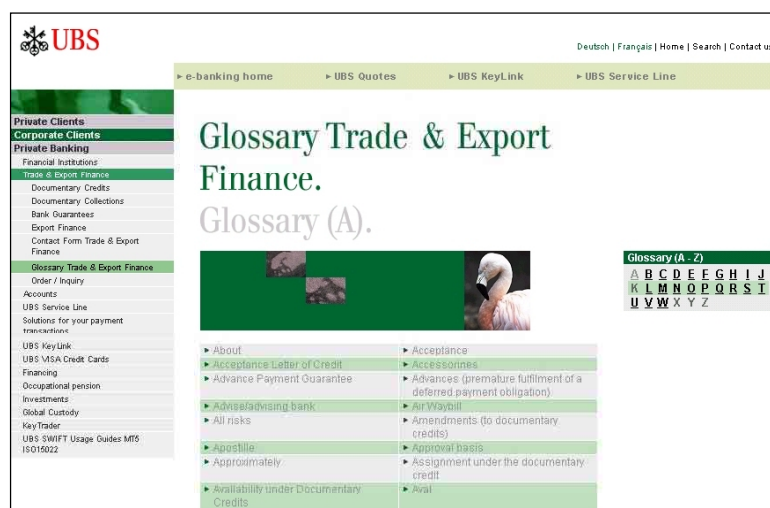 UBS
Deutsch | Français | Home | Search | Contact us
e-banking home
UBS Quotes
UBS KeyLink
UBS Service Line
Private Clients
Corporate Clients
Private Banking
Financial Institutions
Trade & Export Finance
Documentary Credits
Documentary Collections
Bank Guarantees
Export Finance
Contact Form Trade & Export
Finance
Glossary Trade & Export Finance
Order / Inquiry
Accounts
UBS Service Line
Solutions for your payment
transactions
UBS KeyLink
UBS VISA Credit Cards
Financing
Occupational pension
Investments
Global Custody
KeyTrader
UBS SWIFT Usage Guides MT5
ISO15022
Glossary Trade & Export
Finance.
Glossary (A).
Glossary (A - Z)
A B C D E F G H I J
K L M N O P Q R S T
U V W X Y Z
About
Acceptance
Acceptance Letter of Credit
Accessorines
Advance Payment Guarantee
Advances (premature fulfilment of a
deferred payment obligation)
Advise/advising bank
Air Waybill
All risks
Amendments (to documentary
credits)
Apostille
Approval basis
Approximately
Assignment under the documentary
credit
Availability under Documentary
Credits
Aval